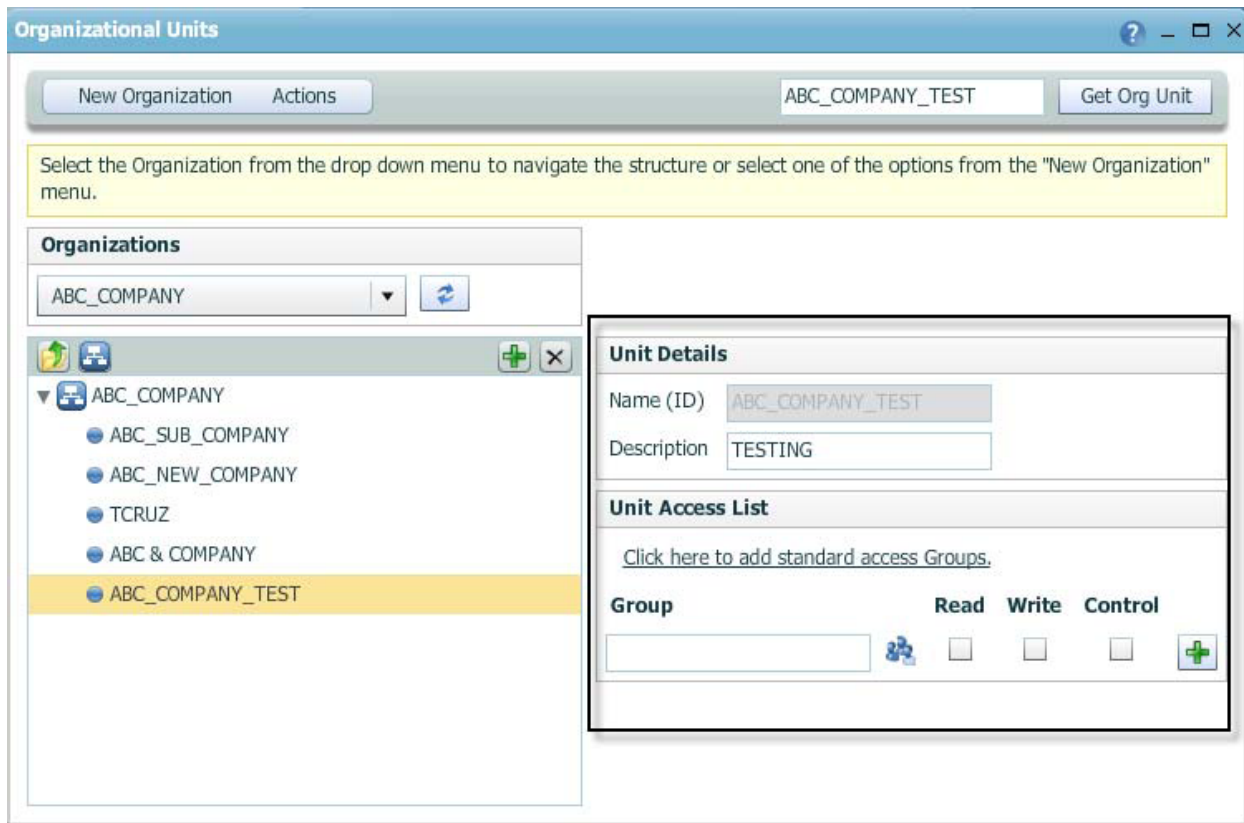 Organizational Units
?
New Organization Actions ABC_COMPANY_TEST Get Org Unit
Select the Organization from the drop down menu to navigate the structure or select one of the options from the "New Organization"
menu.
Organizations
ABC_COMPANY
ABC_COMPANY
ABC_SUB_COMPANY
ABC_NEW_COMPANY
TCRUZ
ABC & COMPANY
ABC_COMPANY_TEST
Unit Details
Name (ID) ABC_COMPANY_TEST
Description TESTING
Unit Access List
Click here to add standard access Groups.
Group Read Write Control